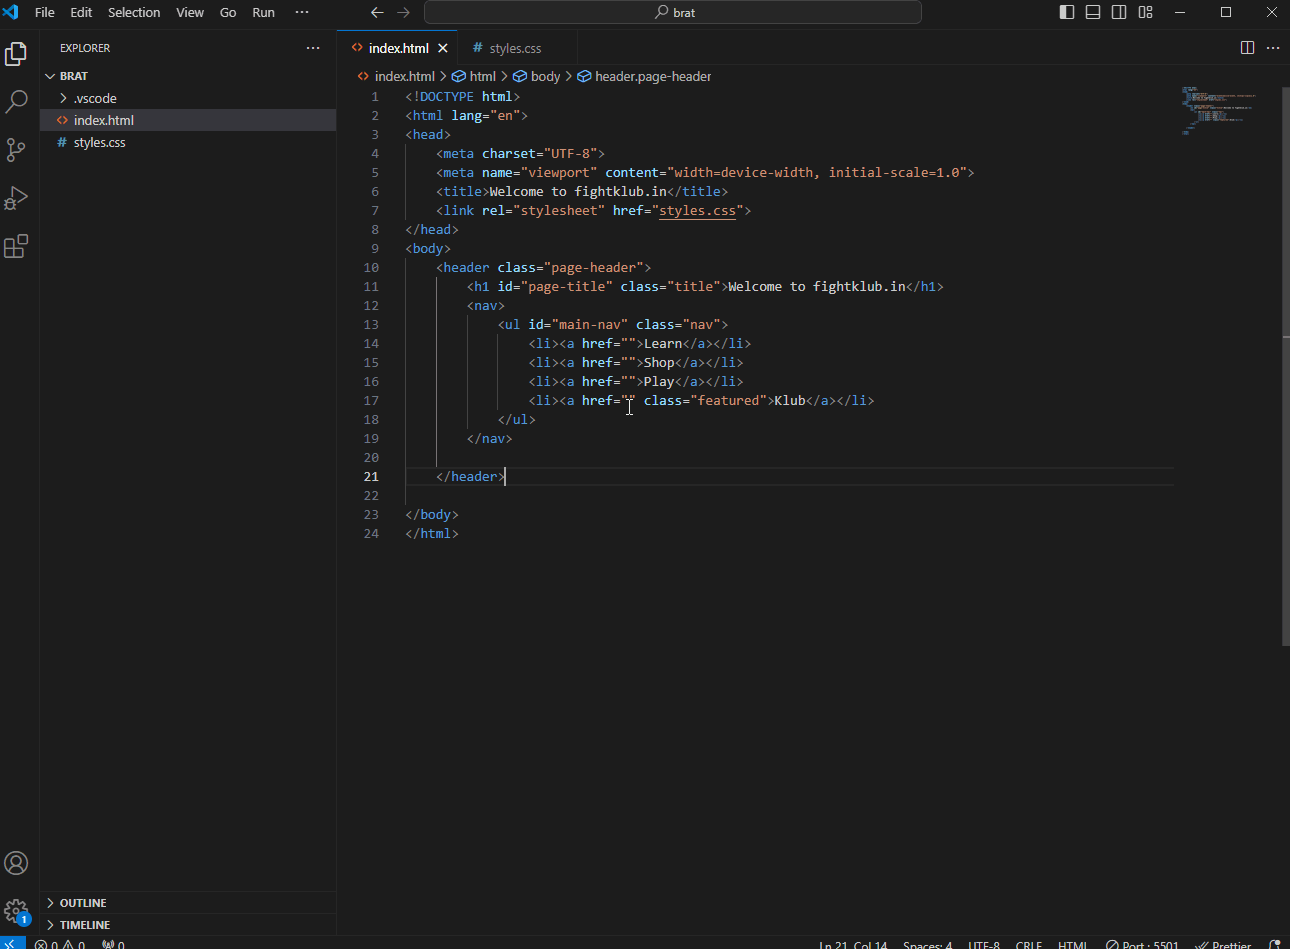 File Edit Selection View Go Run ··· brat
EXPLORER ···
BRAT
.vscode
index.html
styles.css
OUTLINE
TIMELINE
index.html styles.css ···
index.html > html > body > header.page-header
1 <!DOCTYPE html>
2 <html lang="en">
3 <head>
4 <meta charset="UTF-8">
5 <meta name="viewport" content="width=device-width, initial-scale=1.0">
6 <title>Welcome to fightklub.in</title>
7 <link rel="stylesheet" href="styles.css">
8 </head>
9 <body>
10 <header class="page-header">
11 <h1 id="page-title" class="title">Welcome to fightklub.in</h1>
12 <nav>
13 <ul id="main-nav" class="nav">
14 <li><a href="">Learn</a></li>
15 <li><a href="">Shop</a></li>
16 <li><a href="">Play</a></li>
17 <li><a href="" class="featured">Klub</a></li>
18 </ul>
19 </nav>
20
21 </header>
22
23 </body>
24 </html>
1
0 0 0 Ln 21, Col 14 Spaces: 4 UTF-8 CRLF HTML Port : 5501 Prettier